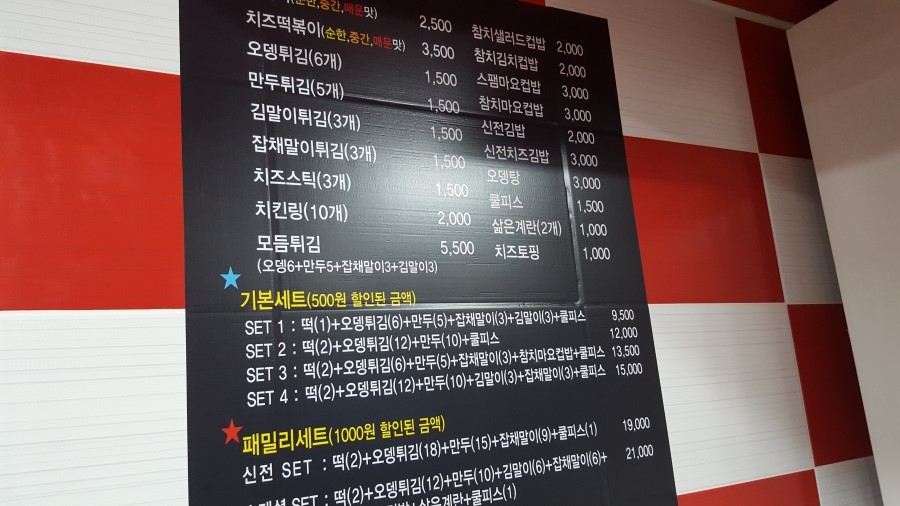 (순한,중간,매운맛) 2,500
치즈떡볶이(순한,중간,매운맛) 3,500
오뎅튀김(6개) 1,500
만두튀김(5개) 1,500
김말이튀김(3개) 1,500
잡채말이튀김(3개) 1,500
치즈스틱(3개) 1,500
치킨링(10개) 2,000
모듬튀김 5,500
(오뎅6+만두5+잡채말이3+김말이3)
참치샐러드컵밥 2,000
참치김치컵밥 2,000
스팸마요컵밥 3,000
참치마요컵밥 3,000
신전김밥 2,000
신전치즈김밥 3,000
오뎅탕 3,000
쿨피스 1,500
삶은계란(2개) 1,000
치즈토핑 1,000
기본세트(500원 할인된 금액)
SET 1 : 떡(1)+오뎅튀김(6)+만두(5)+잡채말이(3)+김말이(3)+쿨피스 9,500
SET 2 : 떡(2)+오뎅튀김(12)+만두(10)+쿨피스 12,000
SET 3 : 떡(2)+오뎅튀김(6)+만두(5)+잡채말이(3)+참치마요컵밥+쿨피스 13,500
SET 4 : 떡(2)+오뎅튀김(12)+만두(10)+김말이(3)+잡채말이(3)+쿨피스 15,000
패밀리세트(1000원 할인된 금액)
신전 SET : 떡(2)+오뎅튀김(18)+만두(15)+잡채말이(9)+쿨피스(1) 19,000
SET : 떡(2)+오뎅튀김(12)+만두(10)+김말이(6)+잡채말이(6)+ 21,000
삶은계란+쿨피스(1)